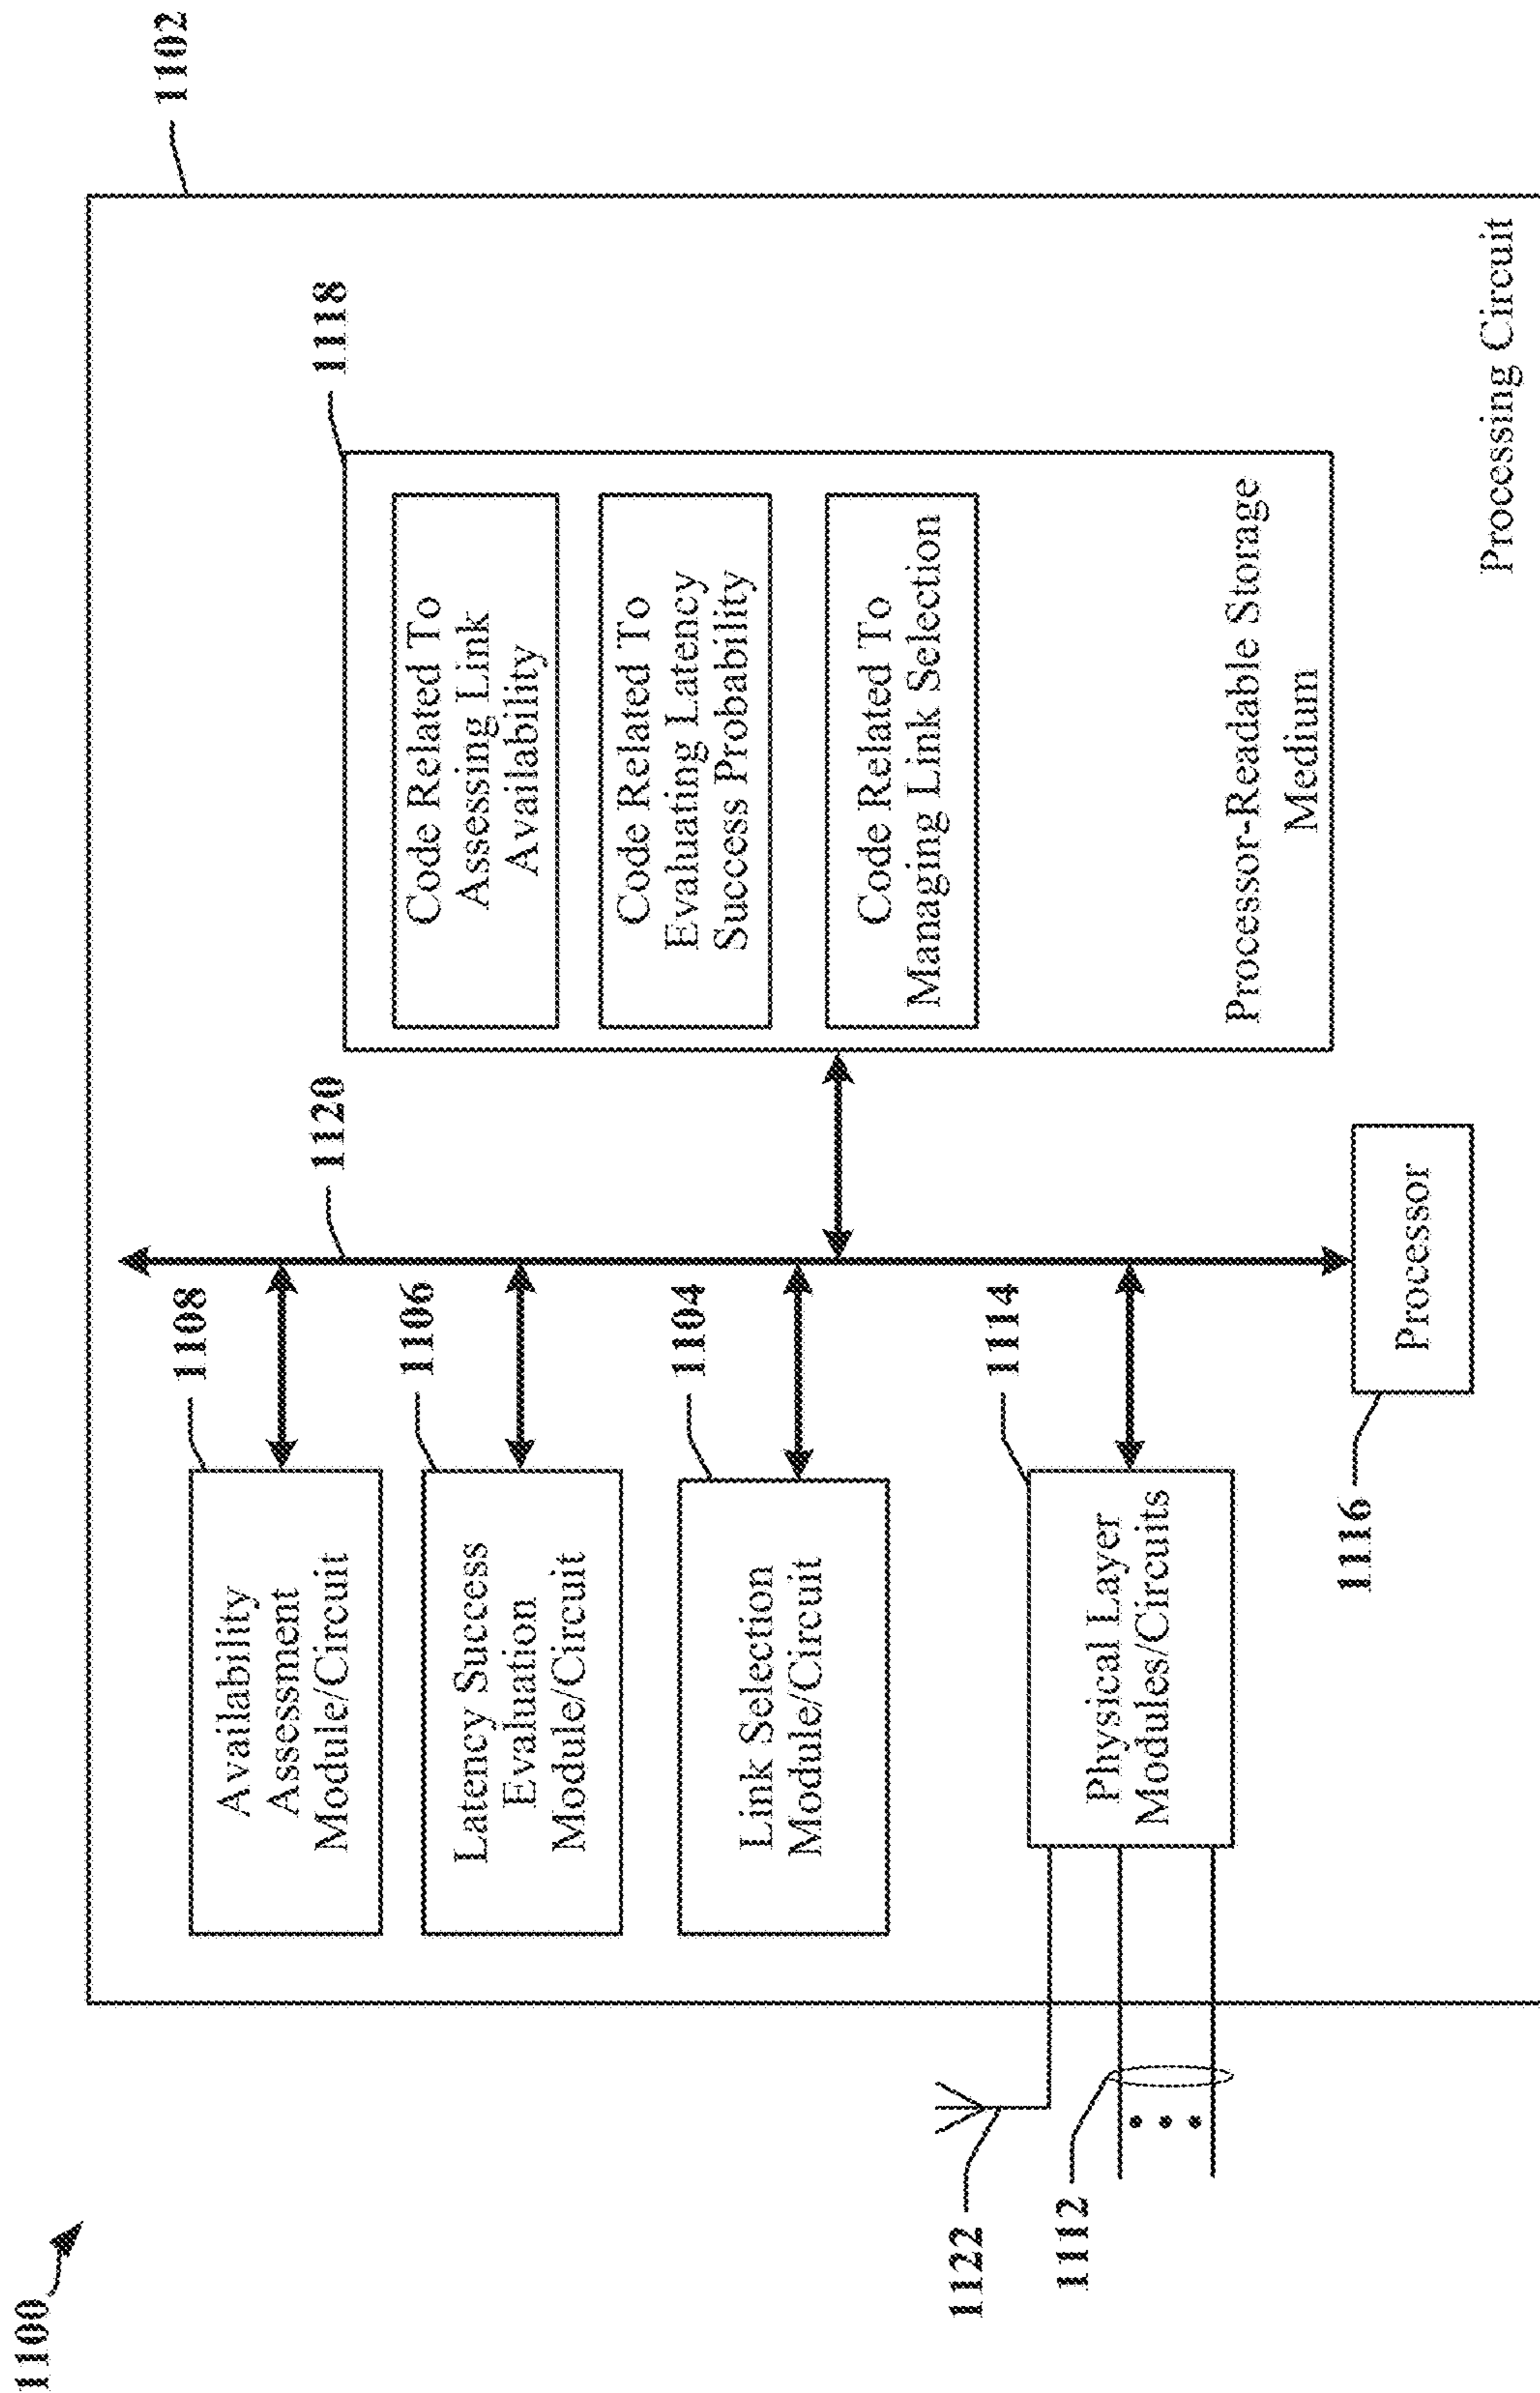 1100
1102
1108
Availability
Assessment
Module/Circuit
1106
Latency Success
Evaluation
Module/Circuit
1104
Link Selection
Module/Circuit
1114
Physical Layer
Modules/Circuits
1122
1112
1120
1116
Processor
1118
Code Related To
Assessing Link
Availability
Code Related To
Evaluating Latency
Success Probability
Code Related To
Managing Link Selection
Processor-Readable Storage
Medium
Processing Circuit